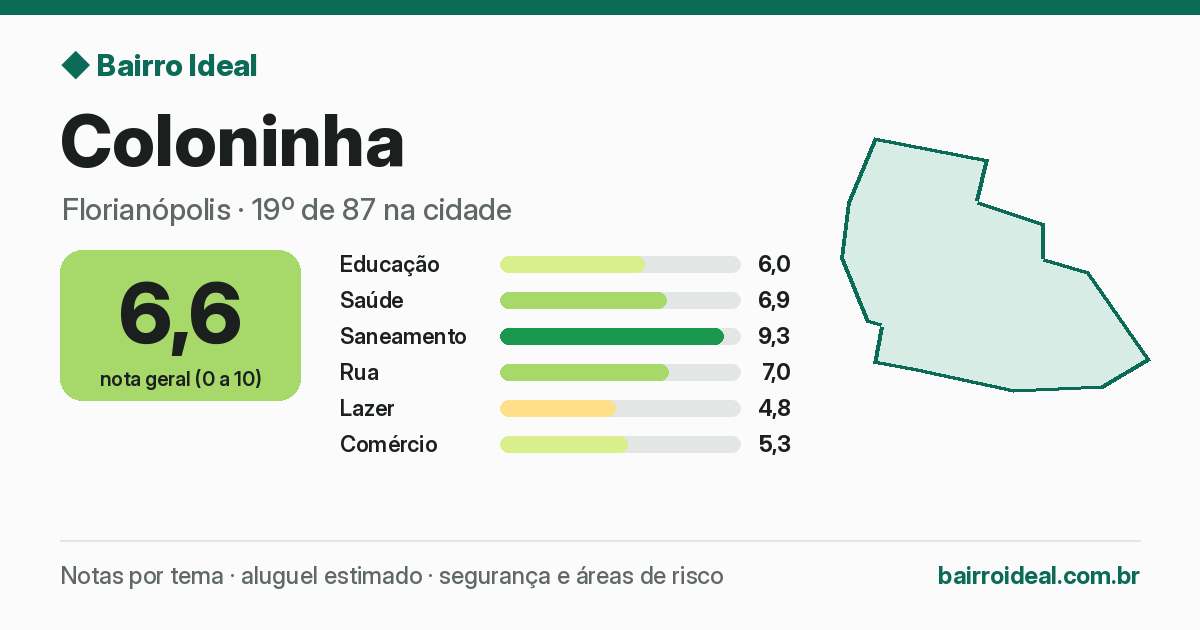 Bairro Ideal
Coloninha
Florianópolis · 19º de 87 na cidade
6,6
nota geral (0 a 10)
Educação 6,0
Saúde 6,9
Saneamento 9,3
Rua 7,0
Lazer 4,8
Comércio 5,3
Notas por tema · aluguel estimado · segurança e áreas de risco
bairroideal.com.br